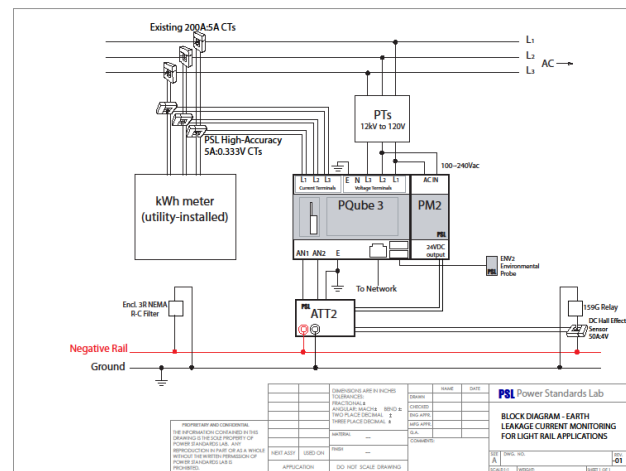 Existing 200A:5A CTs
L1
L2
AC
L3
PTs
12kV to 120V
PSL High-Accuracy
5A:0.333V CTs
100~240Vac
L1 L2 L3 E N L3 L2 L1 AC IN
Current Terminals Voltage Terminals
kWh meter
(utility-installed)
PQube 3
PM2
PSL
AN1 AN2 E
24VDC
output
ENV2
Environmental
Probe
PSL
To Network
Encl. 3R NEMA
R-C Filter
PSL
ATT2
159G Relay
DC Hall Effect
Sensor
50A:4V
Negative Rail
Ground
PROPRIETARY AND CONFIDENTIAL
THE INFORMATION CONTAINED IN THIS
DRAWING IS THE SOLE PROPERTY OF
POWER STANDARDS LAB. ANY
REPRODUCTION IN PART OR AS A WHOLE
WITHOUT THE WRITTEN PERMISSION OF
POWER STANDARDS LAB IS
PROHIBITED.
NEXT ASSY USED ON
APPLICATION
DIMENSIONS ARE IN INCHES
TOLERANCES:
FRACTIONAL ±
ANGULAR: MACH ± BEND ±
TWO PLACE DECIMAL ±
THREE PLACE DECIMAL ±
MATERIAL
—
FINISH
—
DO NOT SCALE DRAWING
NAME DATE
DRAWN
CHECKED
ENG APPR.
MFG APPR.
Q.A.
COMMENTS:
PSL Power Standards Lab
BLOCK DIAGRAM - EARTH
LEAKAGE CURRENT MONITORING
FOR LIGHT RAIL APPLICATIONS
SIZE DWG. NO. REV.
A -01